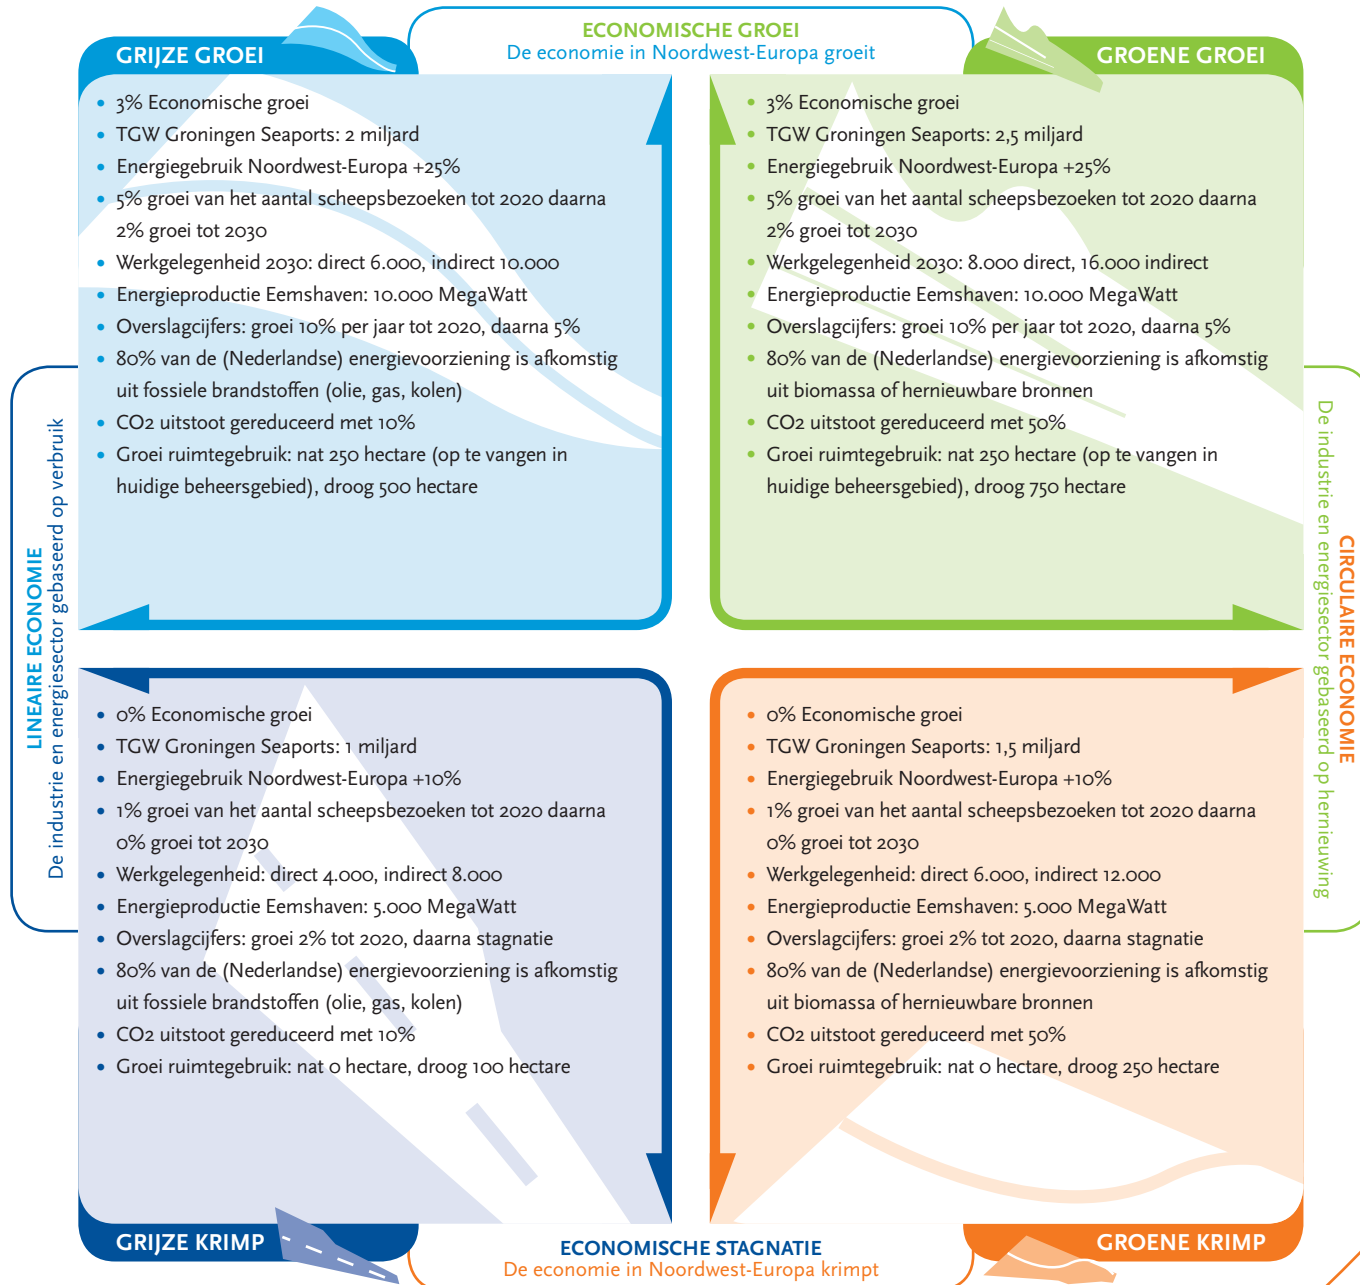 ECONOMISCHE GROEI
De economie in Noordwest-Europa groeit
GRIJZE GROEI
• 3% Economische groei
• TGW Groningen Seaports: 2 miljard
• Energiegebruik Noordwest-Europa +25%
• 5% groei van het aantal scheepsbezoeken tot 2020 daarna
2% groei tot 2030
• Werkgelegenheid 2030: direct 6.000, indirect 10.000
• Energieproductie Eemshaven: 10.000 MegaWatt
• Overslagcijfers: groei 10% per jaar tot 2020, daarna 5%
• 80% van de (Nederlandse) energievoorziening is afkomstig
uit fossiele brandstoffen (olie, gas, kolen)
• CO2 uitstoot gereduceerd met 10%
• Groei ruimtegebruik: nat 250 hectare (op te vangen in
huidige beheersgebied), droog 500 hectare
GROENE GROEI
• 3% Economische groei
• TGW Groningen Seaports: 2,5 miljard
• Energiegebruik Noordwest-Europa +25%
• 5% groei van het aantal scheepsbezoeken tot 2020 daarna
2% groei tot 2030
• Werkgelegenheid 2030: 8.000 direct, 16.000 indirect
• Energieproductie Eemshaven: 10.000 MegaWatt
• Overslagcijfers: groei 10% per jaar tot 2020, daarna 5%
• 80% van de (Nederlandse) energievoorziening is afkomstig
uit biomassa of hernieuwbare bronnen
• CO2 uitstoot gereduceerd met 50%
• Groei ruimtegebruik: nat 250 hectare (op te vangen in
huidige beheersgebied), droog 750 hectare
LINEAIRE ECONOMIE
De industrie en energiesector gebaseerd op verbruik
CIRCULAIRE ECONOMIE
De industrie en energiesector gebaseerd op hernieuwing
• 0% Economische groei
• TGW Groningen Seaports: 1 miljard
• Energiegebruik Noordwest-Europa +10%
• 1% groei van het aantal scheepsbezoeken tot 2020 daarna
0% groei tot 2030
• Werkgelegenheid: direct 4.000, indirect 8.000
• Energieproductie Eemshaven: 5.000 MegaWatt
• Overslagcijfers: groei 2% tot 2020, daarna stagnatie
• 80% van de (Nederlandse) energievoorziening is afkomstig
uit fossiele brandstoffen (olie, gas, kolen)
• CO2 uitstoot gereduceerd met 10%
• Groei ruimtegebruik: nat 0 hectare, droog 100 hectare
GRIJZE KRIMP
• 0% Economische groei
• TGW Groningen Seaports: 1,5 miljard
• Energiegebruik Noordwest-Europa +10%
• 1% groei van het aantal scheepsbezoeken tot 2020 daarna
0% groei tot 2030
• Werkgelegenheid: direct 6.000, indirect 12.000
• Energieproductie Eemshaven: 5.000 MegaWatt
• Overslagcijfers: groei 2% tot 2020, daarna stagnatie
• 80% van de (Nederlandse) energievoorziening is afkomstig
uit biomassa of hernieuwbare bronnen
• CO2 uitstoot gereduceerd met 50%
• Groei ruimtegebruik: nat 0 hectare, droog 250 hectare
GROENE KRIMP
ECONOMISCHE STAGNATIE
De economie in Noordwest-Europa krimpt